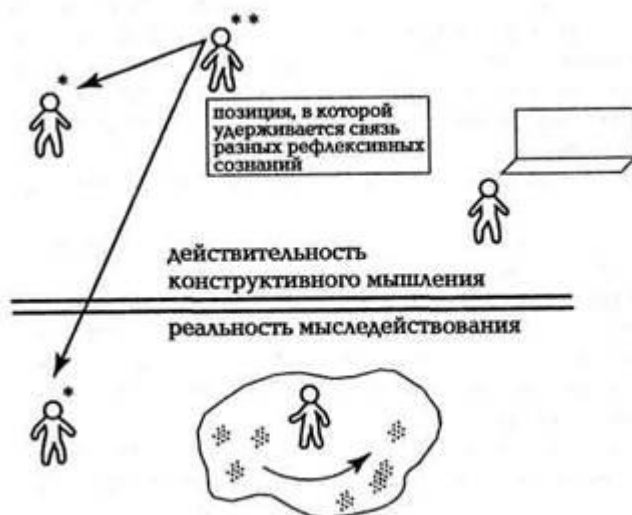 * *
*
позиция, в которой
удерживается связь
разных рефлексивных
сознаний
действительность
конструктивного мышления
реальность мыследействования
*